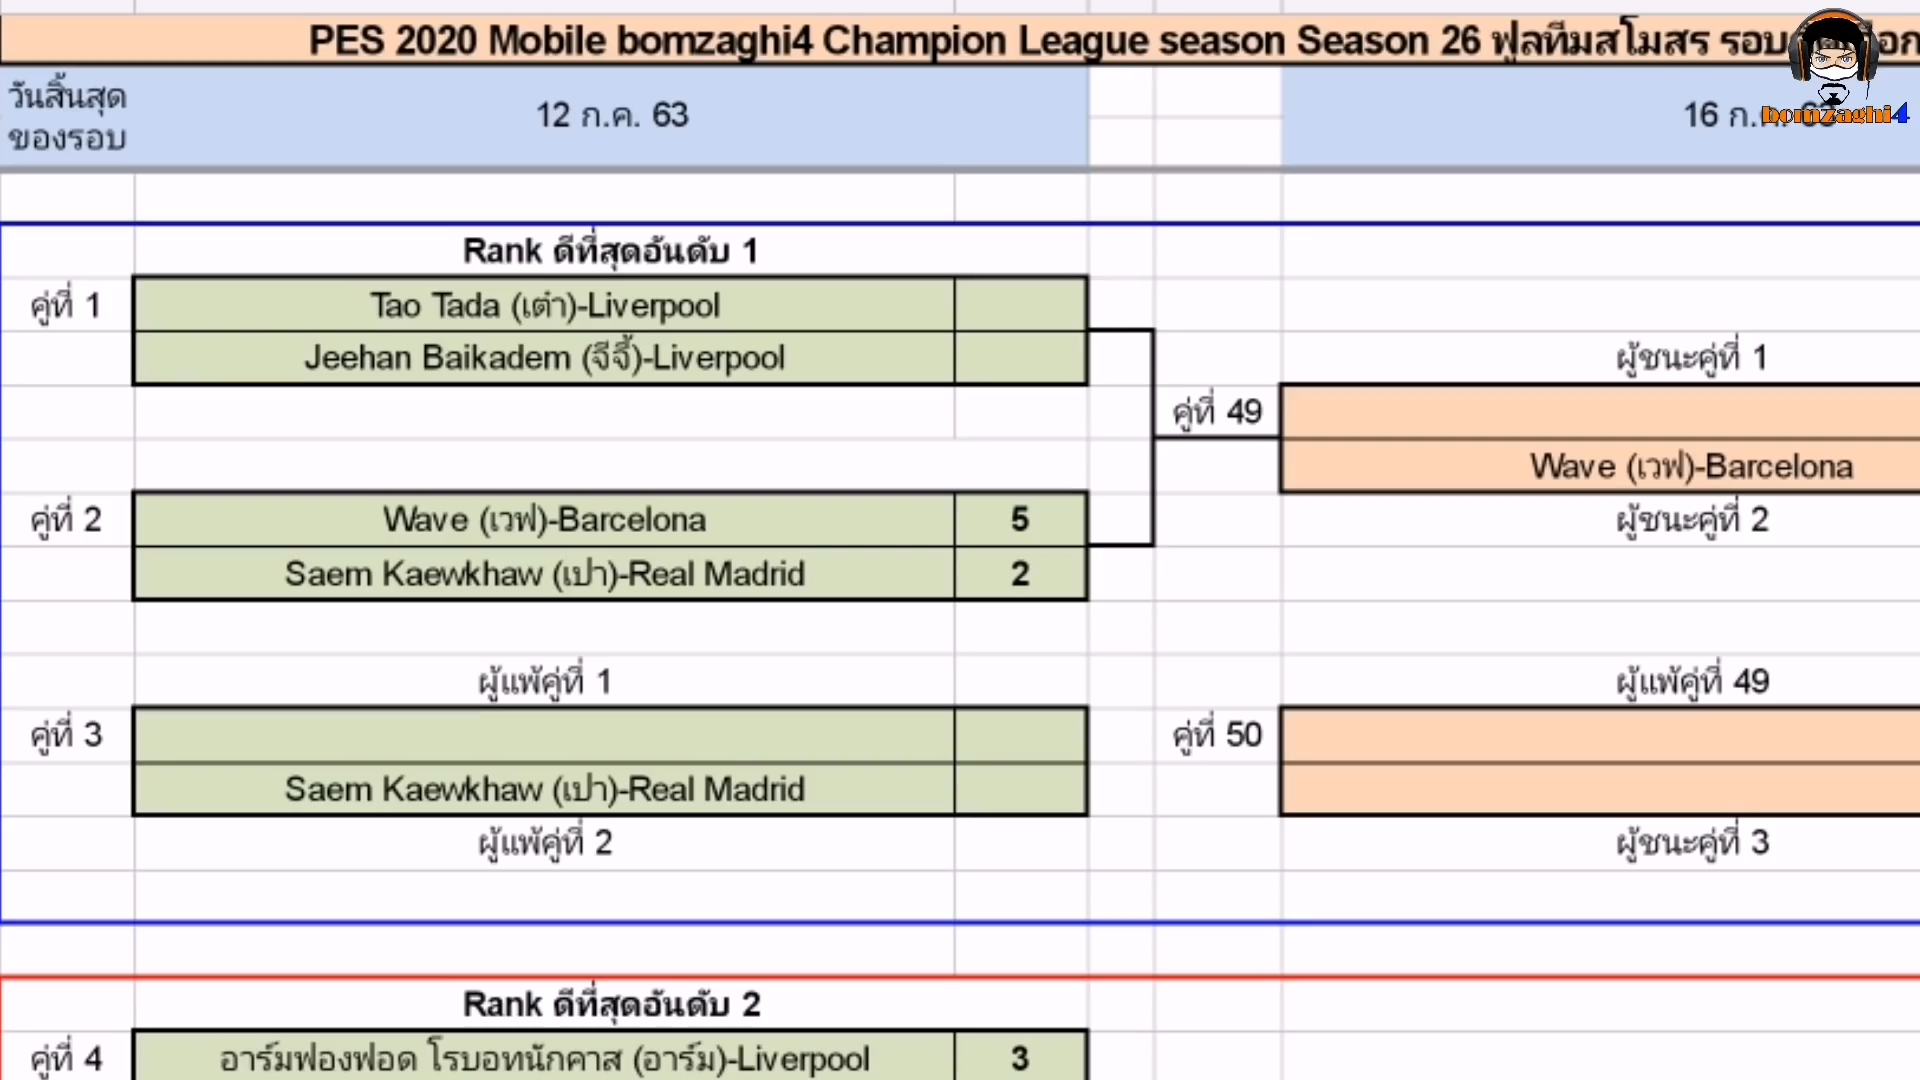 PES 2020 Mobile bomzaghi4 Champion League season Season 26 ฟูลทีมสโมสร รอบ
วันสิ้นสุด
ของรอบ
12 ก.ค. 63
16 ก.ค. 63
bomzaghi4
Rank ดีที่สุดอันดับ 1
คู่ที่ 1
Tao Tada (เต๋า)-Liverpool
Jeehan Baikadem (จีจี้)-Liverpool
ผู้ชนะคู่ที่ 1
คู่ที่ 49
Wave (เวฟ)-Barcelona
คู่ที่ 2
Wave (เวฟ)-Barcelona 5
ผู้ชนะคู่ที่ 2
Saem Kaewkhaw (เปา)-Real Madrid 2
ผู้แพ้คู่ที่ 1
ผู้แพ้คู่ที่ 49
คู่ที่ 3
คู่ที่ 50
Saem Kaewkhaw (เปา)-Real Madrid
ผู้แพ้คู่ที่ 2
ผู้ชนะคู่ที่ 3
Rank ดีที่สุดอันดับ 2
คู่ที่ 4
อาร์มฟองฟอด โรบอทนักคาส (อาร์ม)-Liverpool 3